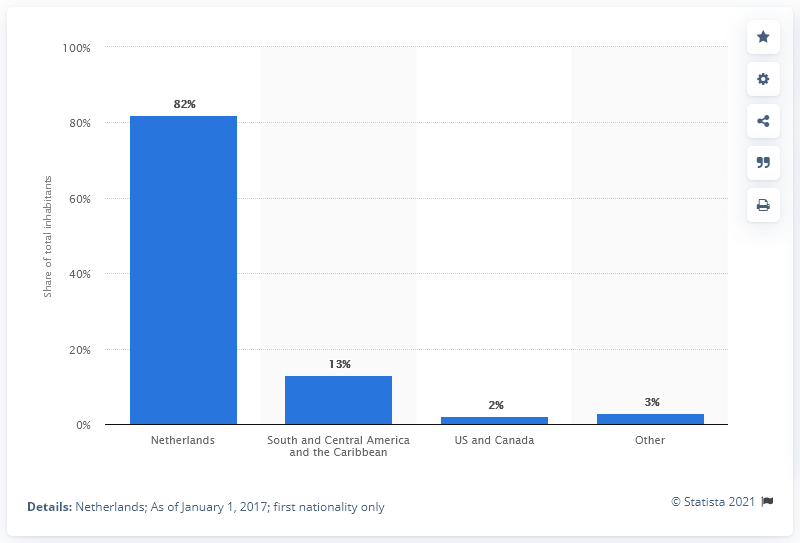 100%
80%
60%
40%
20%
0%
Share of total inhabitants
82%
13%
2%
3%
Netherlands
South and Central America
and the Caribbean
US and Canada
Other
Details: Netherlands; As of January 1, 2017; first nationality only
© Statista 2021